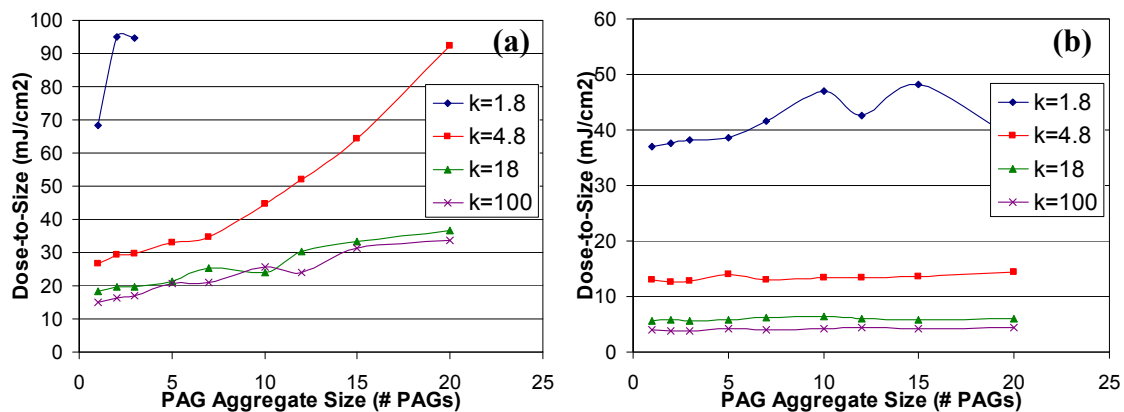 (a)
Dose-to-Size (mJ/cm2)
100
90
80
70
60
50
40
30
20
10
0
k=1.8
k=4.8
k=18
k=100
0
5
10
15
20
25
PAG Aggregate Size (# PAGs)
(b)
Dose-to-Size (mJ/cm2)
60
50
40
30
20
10
0
k=1.8
k=4.8
k=18
k=100
0
5
10
15
20
25
PAG Aggregate Size (# PAGs)